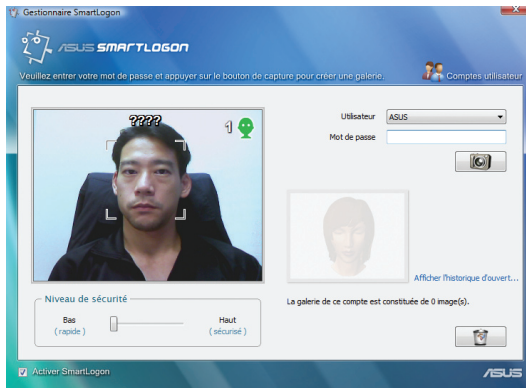 Gestionnaire SmartLogon
ASUS SMARTLOGON
Veuillez entrer votre mot de passe et appuyer sur le bouton de capture pour créer une galerie.
Comptes utilisateur
????
1
Utilisateur
ASUS
Mot de passe
Afficher l'historique d'ouvert...
La galerie de ce compte est constituée de 0 image(s).
Niveau de sécurité
Bas
Haut
( rapide )
( sécurisé )
Activer SmartLogon
ASUS